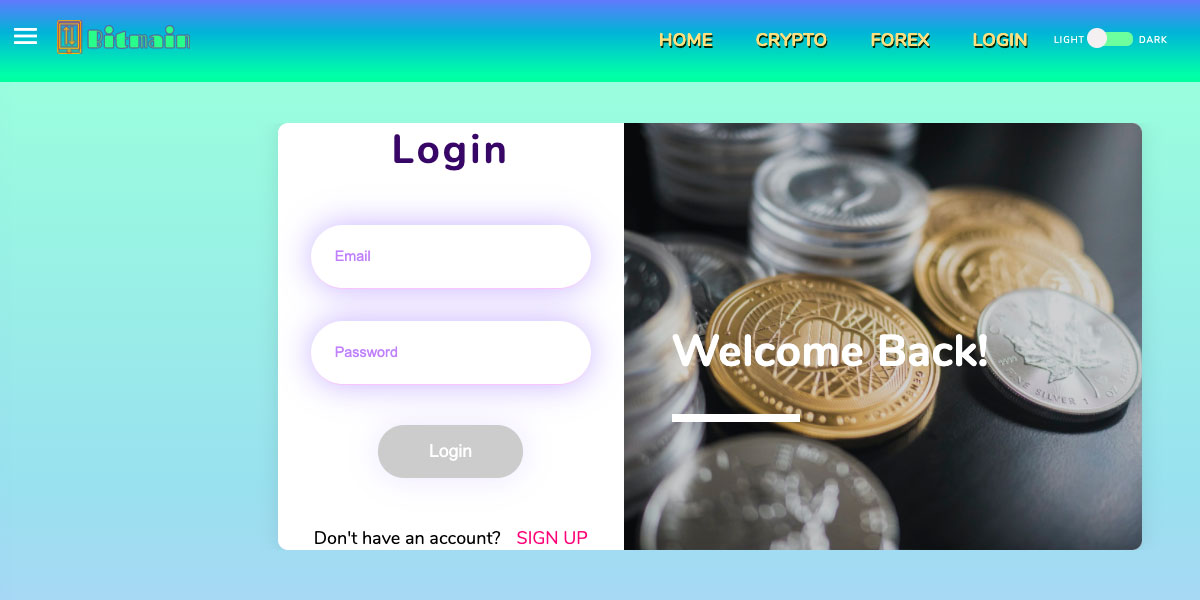 Bitmain
HOME CRYPTO FOREX LOGIN LIGHT DARK
Login
Email
Password
Login
Don't have an account? SIGN UP
Welcome Back!